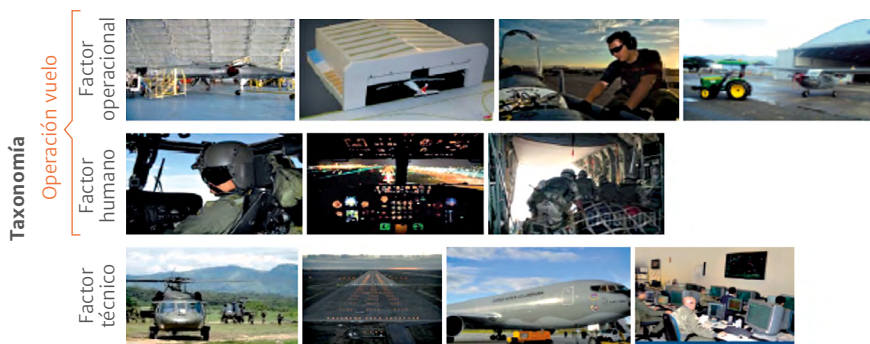 Taxonomía
Operación vuelo
Factor
operacional
Factor
humano
Factor
técnico